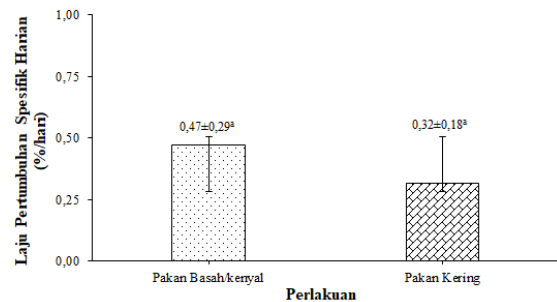 Laju Pertumbuhan Spesifik Harian
(%/hari)
1,00
0,75
0,50
0,25
0,00
0,47±0,29ᵃ
0,32±0,18ᵃ
Pakan Basah/kenyal
Pakan Kering
Perlakuan